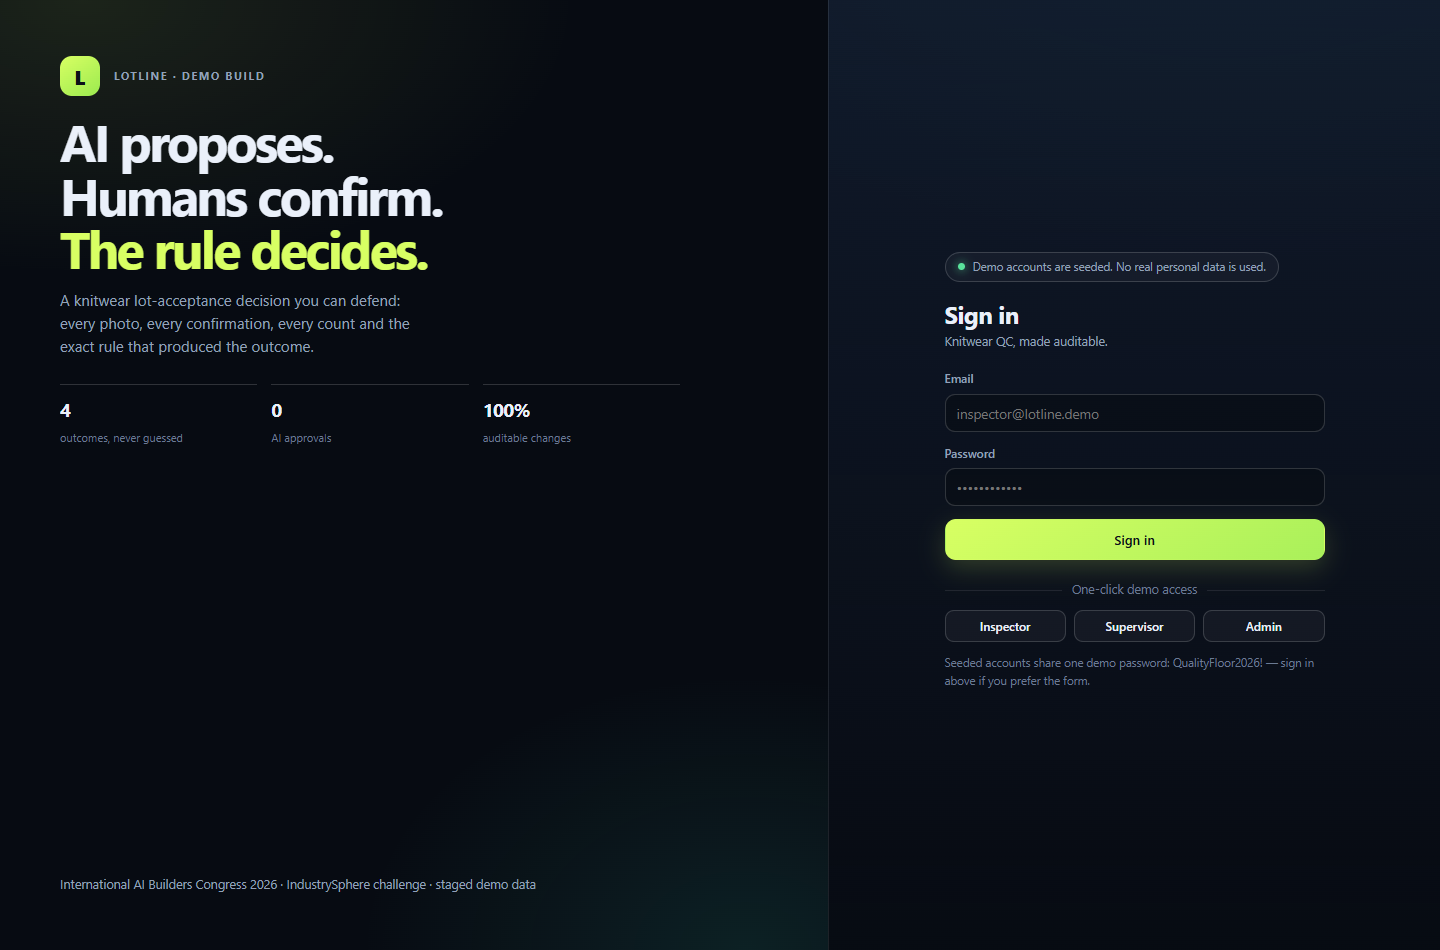 L
LOTLINE · DEMO BUILD
AI proposes.
Humans confirm.
The rule decides.
A knitwear lot-acceptance decision you can defend:
every photo, every confirmation, every count and the
exact rule that produced the outcome.
4
outcomes, never guessed
0
AI approvals
100%
auditable changes
International AI Builders Congress 2026 · IndustrySphere challenge · staged demo data
Demo accounts are seeded. No real personal data is used.
Sign in
Knitwear QC, made auditable.
Email
inspector@lotline.demo
Password
••••••••••••
Sign in
One-click demo access
Inspector
Supervisor
Admin
Seeded accounts share one demo password: QualityFloor2026! — sign in
above if you prefer the form.